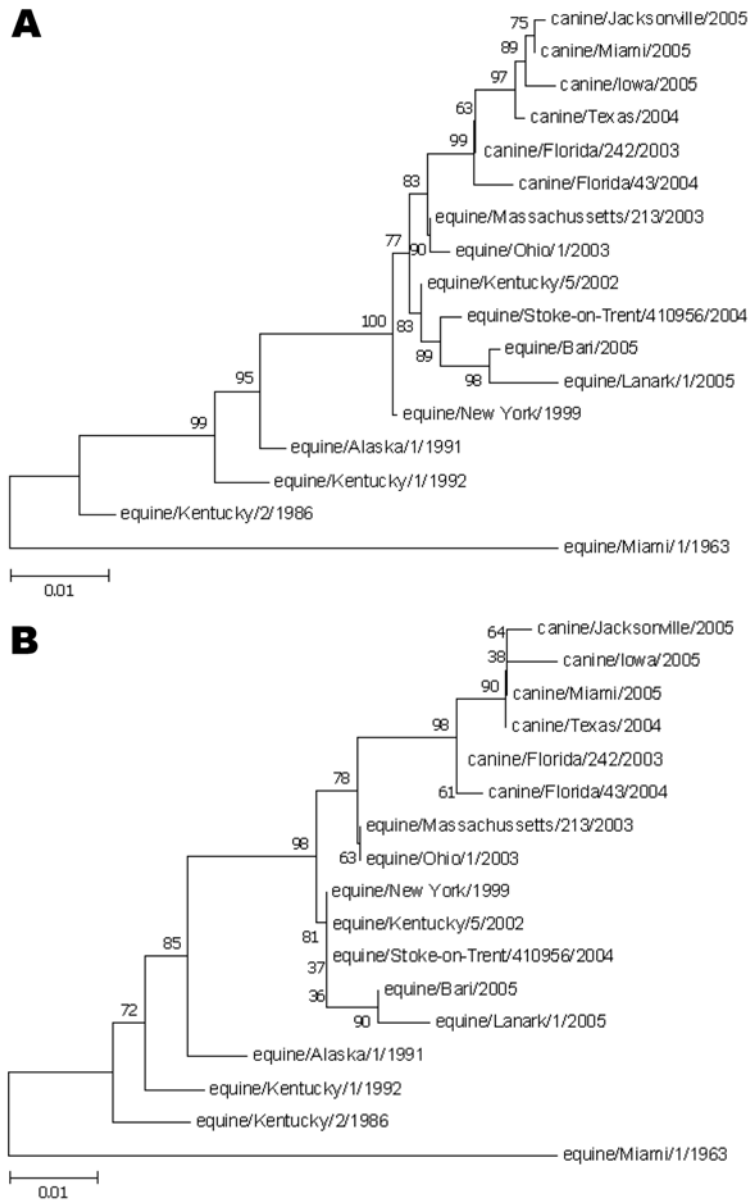 A
75
canine/Jacksonville/2005
89
canine/Miami/2005
97
canine/Iowa/2005
63
canine/Texas/2004
99
canine/Florida/242/2003
83
canine/Florida/43/2004
equine/Massachussetts/213/2003
77
90
equine/Ohio/1/2003
equine/Kentucky/5/2002
100
83
equine/Stoke-on-Trent/410956/2004
89
equine/Bari/2005
95
98
equine/Lanark/1/2005
equine/New York/1999
99
equine/Alaska/1/1991
equine/Kentucky/1/1992
equine/Kentucky/2/1986
equine/Miami/1/1963
0.01
B
64
canine/Jacksonville/2005
38
canine/Iowa/2005
90
canine/Miami/2005
98
canine/Texas/2004
canine/Florida/242/2003
78
61
canine/Florida/43/2004
equine/Massachussetts/213/2003
98
63
equine/Ohio/1/2003
equine/New York/1999
equine/Kentucky/5/2002
81
85
equine/Stoke-on-Trent/410956/2004
37
36
equine/Bari/2005
72
90
equine/Lanark/1/2005
equine/Alaska/1/1991
equine/Kentucky/1/1992
equine/Kentucky/2/1986
equine/Miami/1/1963
0.01